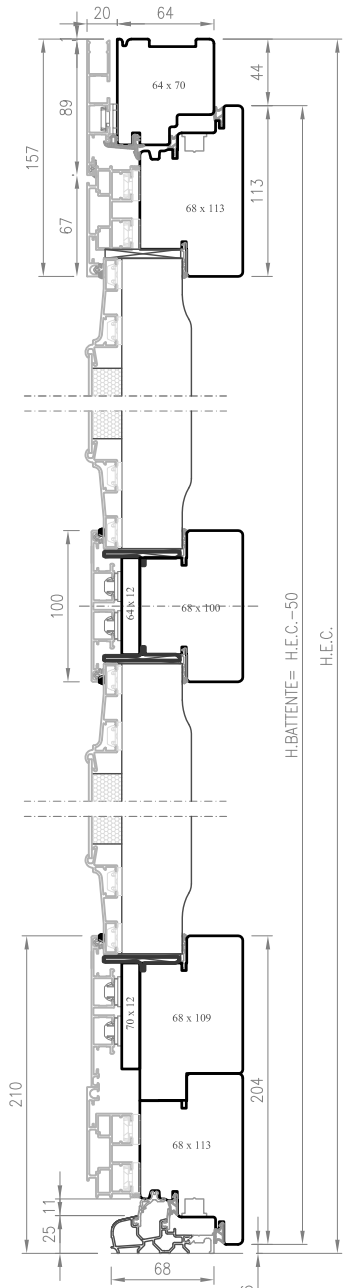 20
64
64 x 70
44
89
157
67
68 x 113
113
100
64 x 12
68 x 100
H.BATTENTE= H.E.C.-50
H.E.C.
70 x 12
68 x 109
210
204
68 x 113
11
25
68